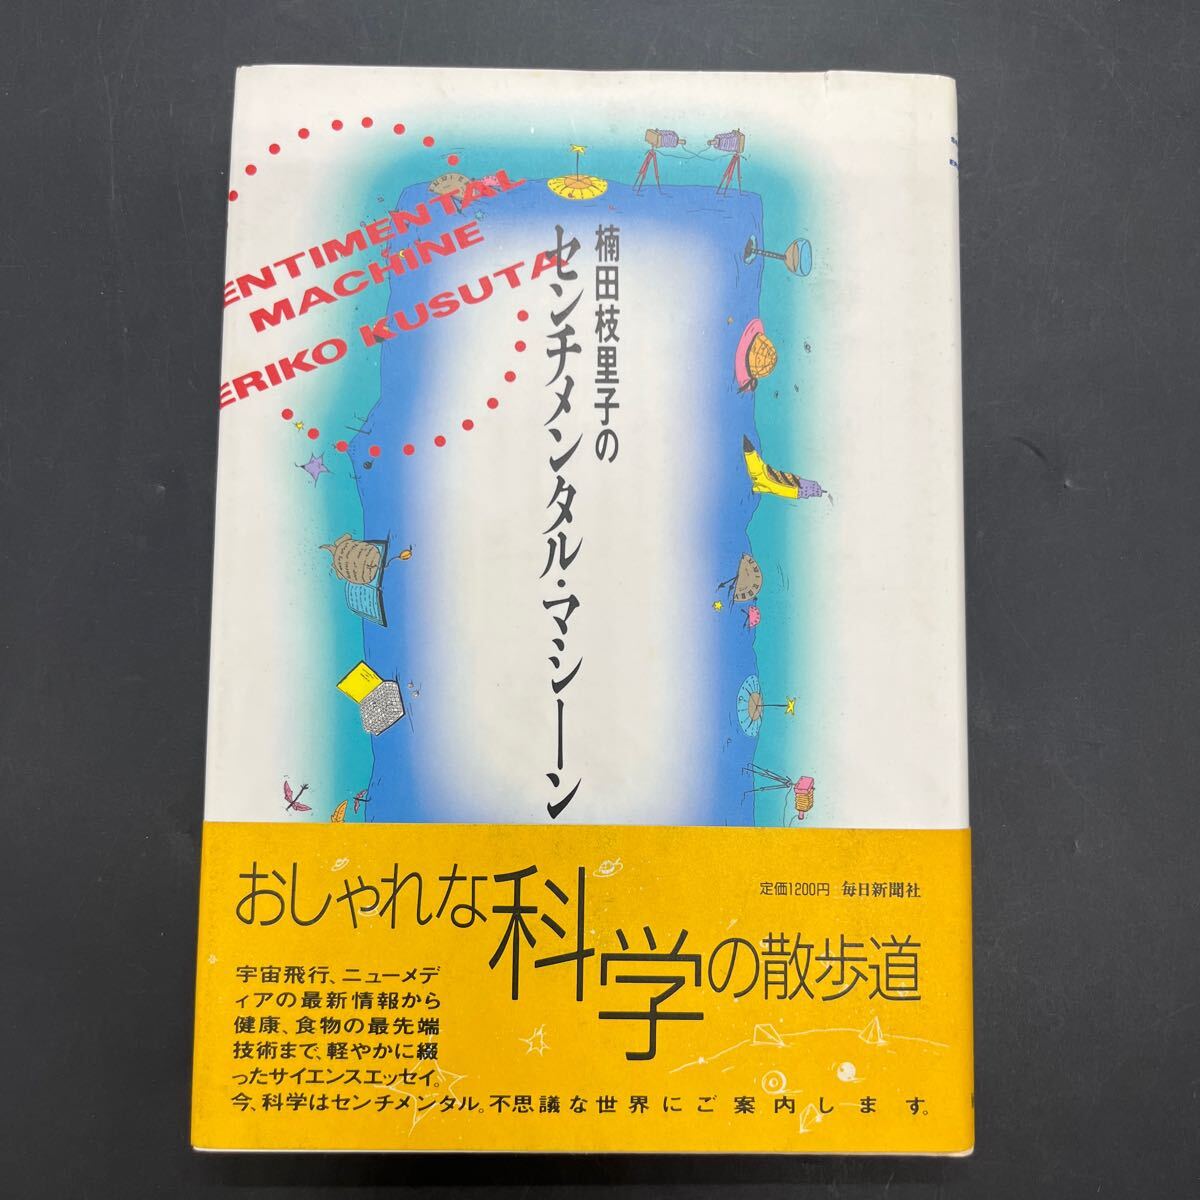 ENTIMENTAL
MACHINE
ERIKO KUSUTA
楠田枝里子の
センチメンタル・マシーン
おしゃれな科学の散歩道
定価1200円 毎日新聞社
宇宙飛行、ニューメデ
ィアの最新情報から
健康、食物の最先端
技術まで、軽やかに綴
ったサイエンスエッセイ。
今、科学はセンチメンタル。不思議な世界にご案内します。